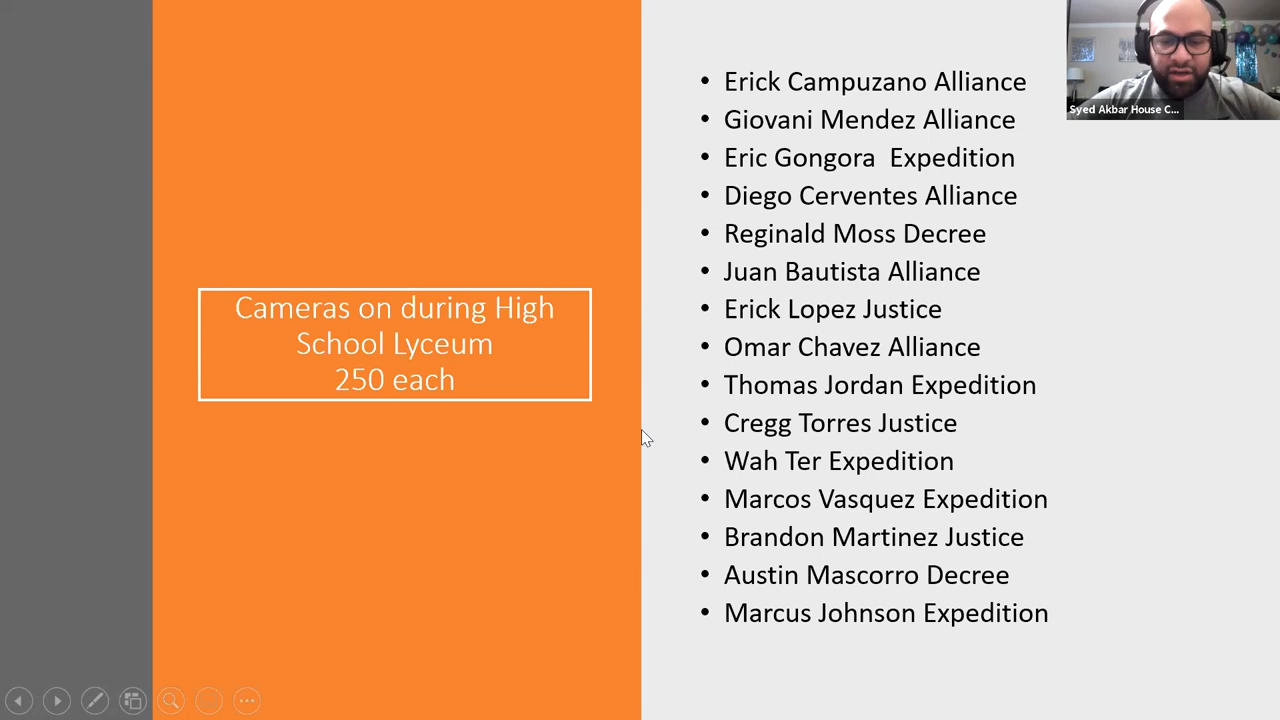 Cameras on during High
School Lyceum
250 each
• Erick Campuzano Alliance
• Giovani Mendez Alliance
• Eric Gongora  Expedition
• Diego Cerventes Alliance
• Reginald Moss Decree
• Juan Bautista Alliance
• Erick Lopez Justice
• Omar Chavez Alliance
• Thomas Jordan Expedition
• Cregg Torres Justice
• Wah Ter Expedition
• Marcos Vasquez Expedition
• Brandon Martinez Justice
• Austin Mascorro Decree
• Marcus Johnson Expedition
Syed Akbar House C...